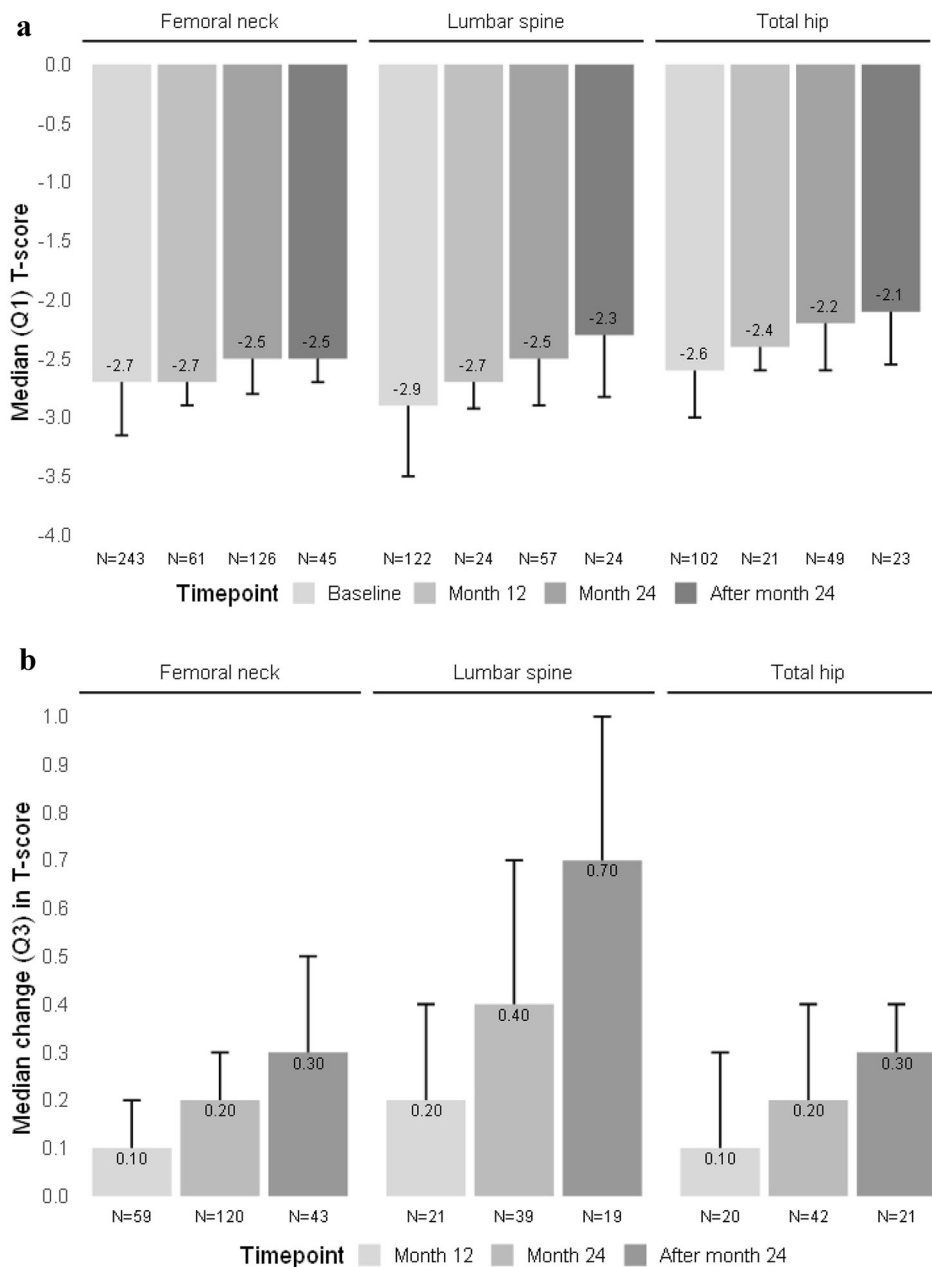 a
Femoral neck Lumbar spine Total hip
Median (Q1) T-score
0.0
-0.5
-1.0
-1.5
-2.0
-2.5
-3.0
-3.5
-4.0
-2.7 -2.7 -2.5 -2.5 -2.9 -2.7 -2.5 -2.3 -2.6 -2.4 -2.2 -2.1
N=243 N=61 N=126 N=45 N=122 N=24 N=57 N=24 N=102 N=21 N=49 N=23
Timepoint Baseline Month 12 Month 24 After month 24
b
Femoral neck Lumbar spine Total hip
Median change (Q3) in T-score
1.0
0.9
0.8
0.7
0.6
0.5
0.4
0.3
0.2
0.1
0.0
0.10 0.20 0.30 0.20 0.40 0.70 0.10 0.20 0.30
N=59 N=120 N=43 N=21 N=39 N=19 N=20 N=42 N=21
Timepoint Month 12 Month 24 After month 24